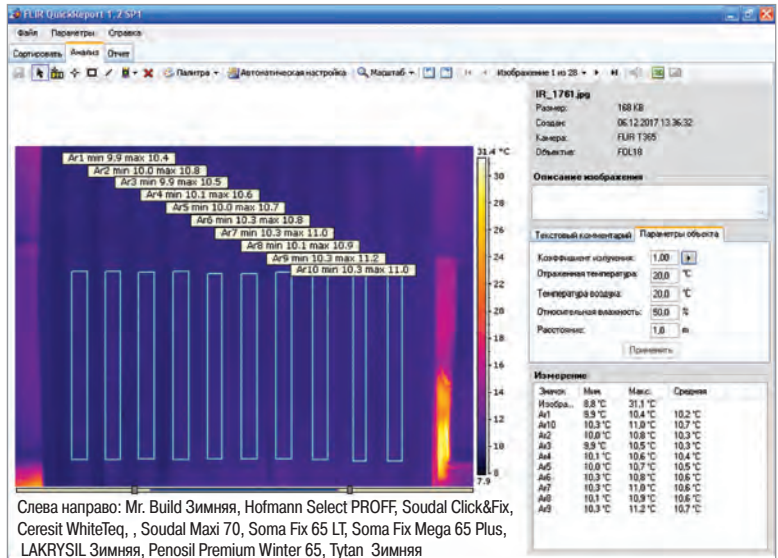 FLIR QuickReport 1.2 SP1
Файл Параметры Справка
Сортировать Анализ Отчет
Палитра Автоматическая настройка Масштаб Изображение 1 из 28
IR_1761.jpg
Размер: 168 KB
Создан: 06.12.2017 13:36:32
Камера: FLIR T365
Объектив: FOL18
Описание изображения
Текстовый комментарий Параметры объекта
Коэффициент излучения: 1,00
Отраженная температура: 20,0 °C
Температура воздуха: 20,0 °C
Относительная влажность: 50,0 %
Расстояние: 1,0 m
Применить
Измерение
Значок Мин. Макс. Средняя
Изобра... 8,8 °C 31,1 °C
Ar1 9,9 °C 10,4 °C 10,2 °C
Ar10 10,3 °C 11,0 °C 10,7 °C
Ar2 10,0 °C 10,8 °C 10,3 °C
Ar3 9,9 °C 10,5 °C 10,3 °C
Ar4 10,1 °C 10,6 °C 10,4 °C
Ar5 10,0 °C 10,7 °C 10,5 °C
Ar6 10,3 °C 10,8 °C 10,6 °C
Ar7 10,3 °C 11,0 °C 10,6 °C
Ar8 10,1 °C 10,9 °C 10,6 °C
Ar9 10,3 °C 11,2 °C 10,7 °C
Ar1 min 9.9 max 10.4
Ar2 min 10.0 max 10.8
Ar3 min 9.9 max 10.5
Ar4 min 10.1 max 10.6
Ar5 min 10.0 max 10.7
Ar6 min 10.3 max 10.8
Ar7 min 10.3 max 11.0
Ar8 min 10.1 max 10.9
Ar9 min 10.3 max 11.2
Ar10 min 10.3 max 11.0
31.4 °C
30
28
26
24
22
20
18
16
14
12
10
8
7.9
Слева направо: Mr. Build Зимняя, Hofmann Select PROFF, Soudal Click&Fix,
Ceresit WhiteTeq, , Soudal Maxi 70, Soma Fix 65 LT, Soma Fix Mega 65 Plus,
LAKRYSIL Зимняя, Penosil Premium Winter 65, Tytan Зимняя